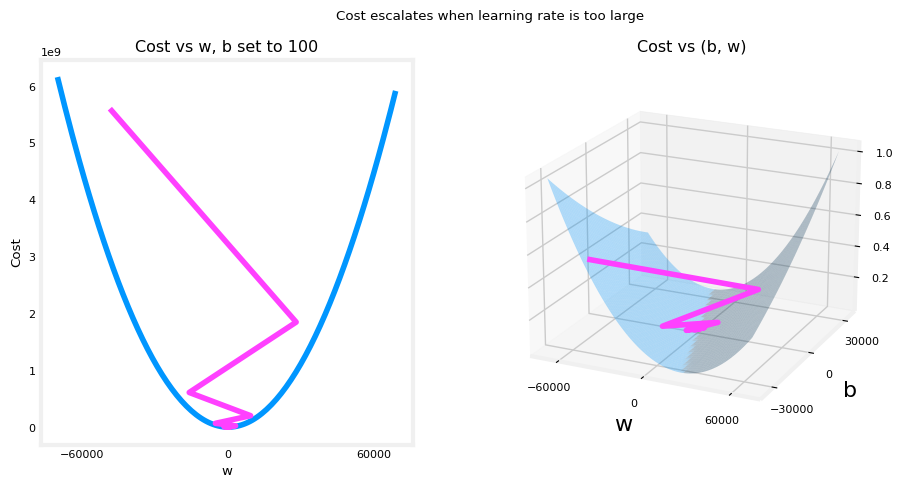 Cost escalates when learning rate is too large
Cost vs w, b set to 100
1e9
6
5
4
3
2
1
0
Cost
−60000 0 60000
w
Cost vs (b, w)
1.0
0.8
0.6
0.4
0.2
−60000 0 60000
w
−30000 0 30000
b